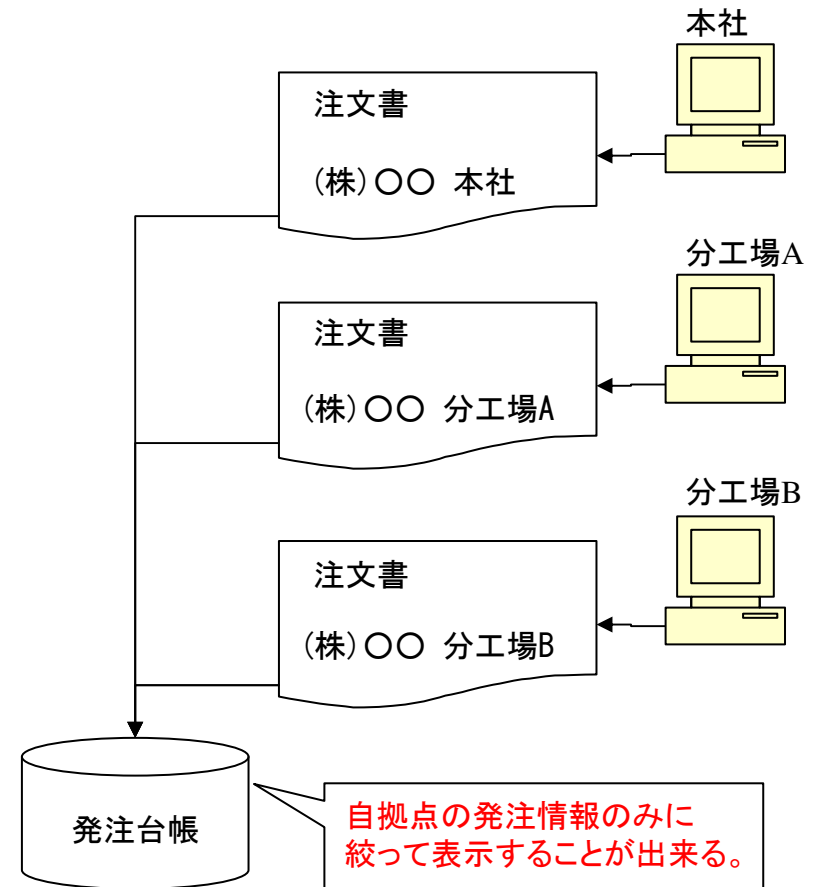 本社
注文書
(株)〇〇 本社
分工場A
注文書
(株)〇〇 分工場A
分工場B
注文書
(株)〇〇 分工場B
発注台帳
自拠点の発注情報のみに
絞って表示することが出来る。